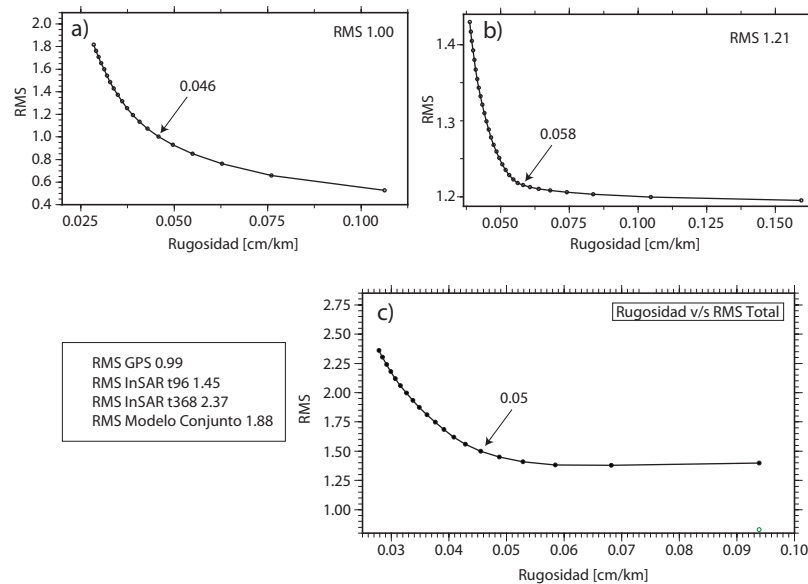 a)
RMS 1.00
0.046
2.0
1.8
1.6
1.4
1.2
1.0
0.8
0.6
0.4
RMS
0.025
0.050
0.075
0.100
Rugosidad [cm/km]
b)
RMS 1.21
0.058
1.4
1.3
1.2
RMS
0.050
0.075
0.100
0.125
0.150
Rugosidad [cm/km]
RMS GPS 0.99
RMS InSAR t96 1.45
RMS InSAR t368 2.37
RMS Modelo Conjunto 1.88
c)
Rugosidad v/s RMS Total
0.05
2.75
2.50
2.25
2.00
1.75
1.50
1.25
1.00
RMS
0.03
0.04
0.05
0.06
0.07
0.08
0.09
0.10
Rugosidad [cm/km]